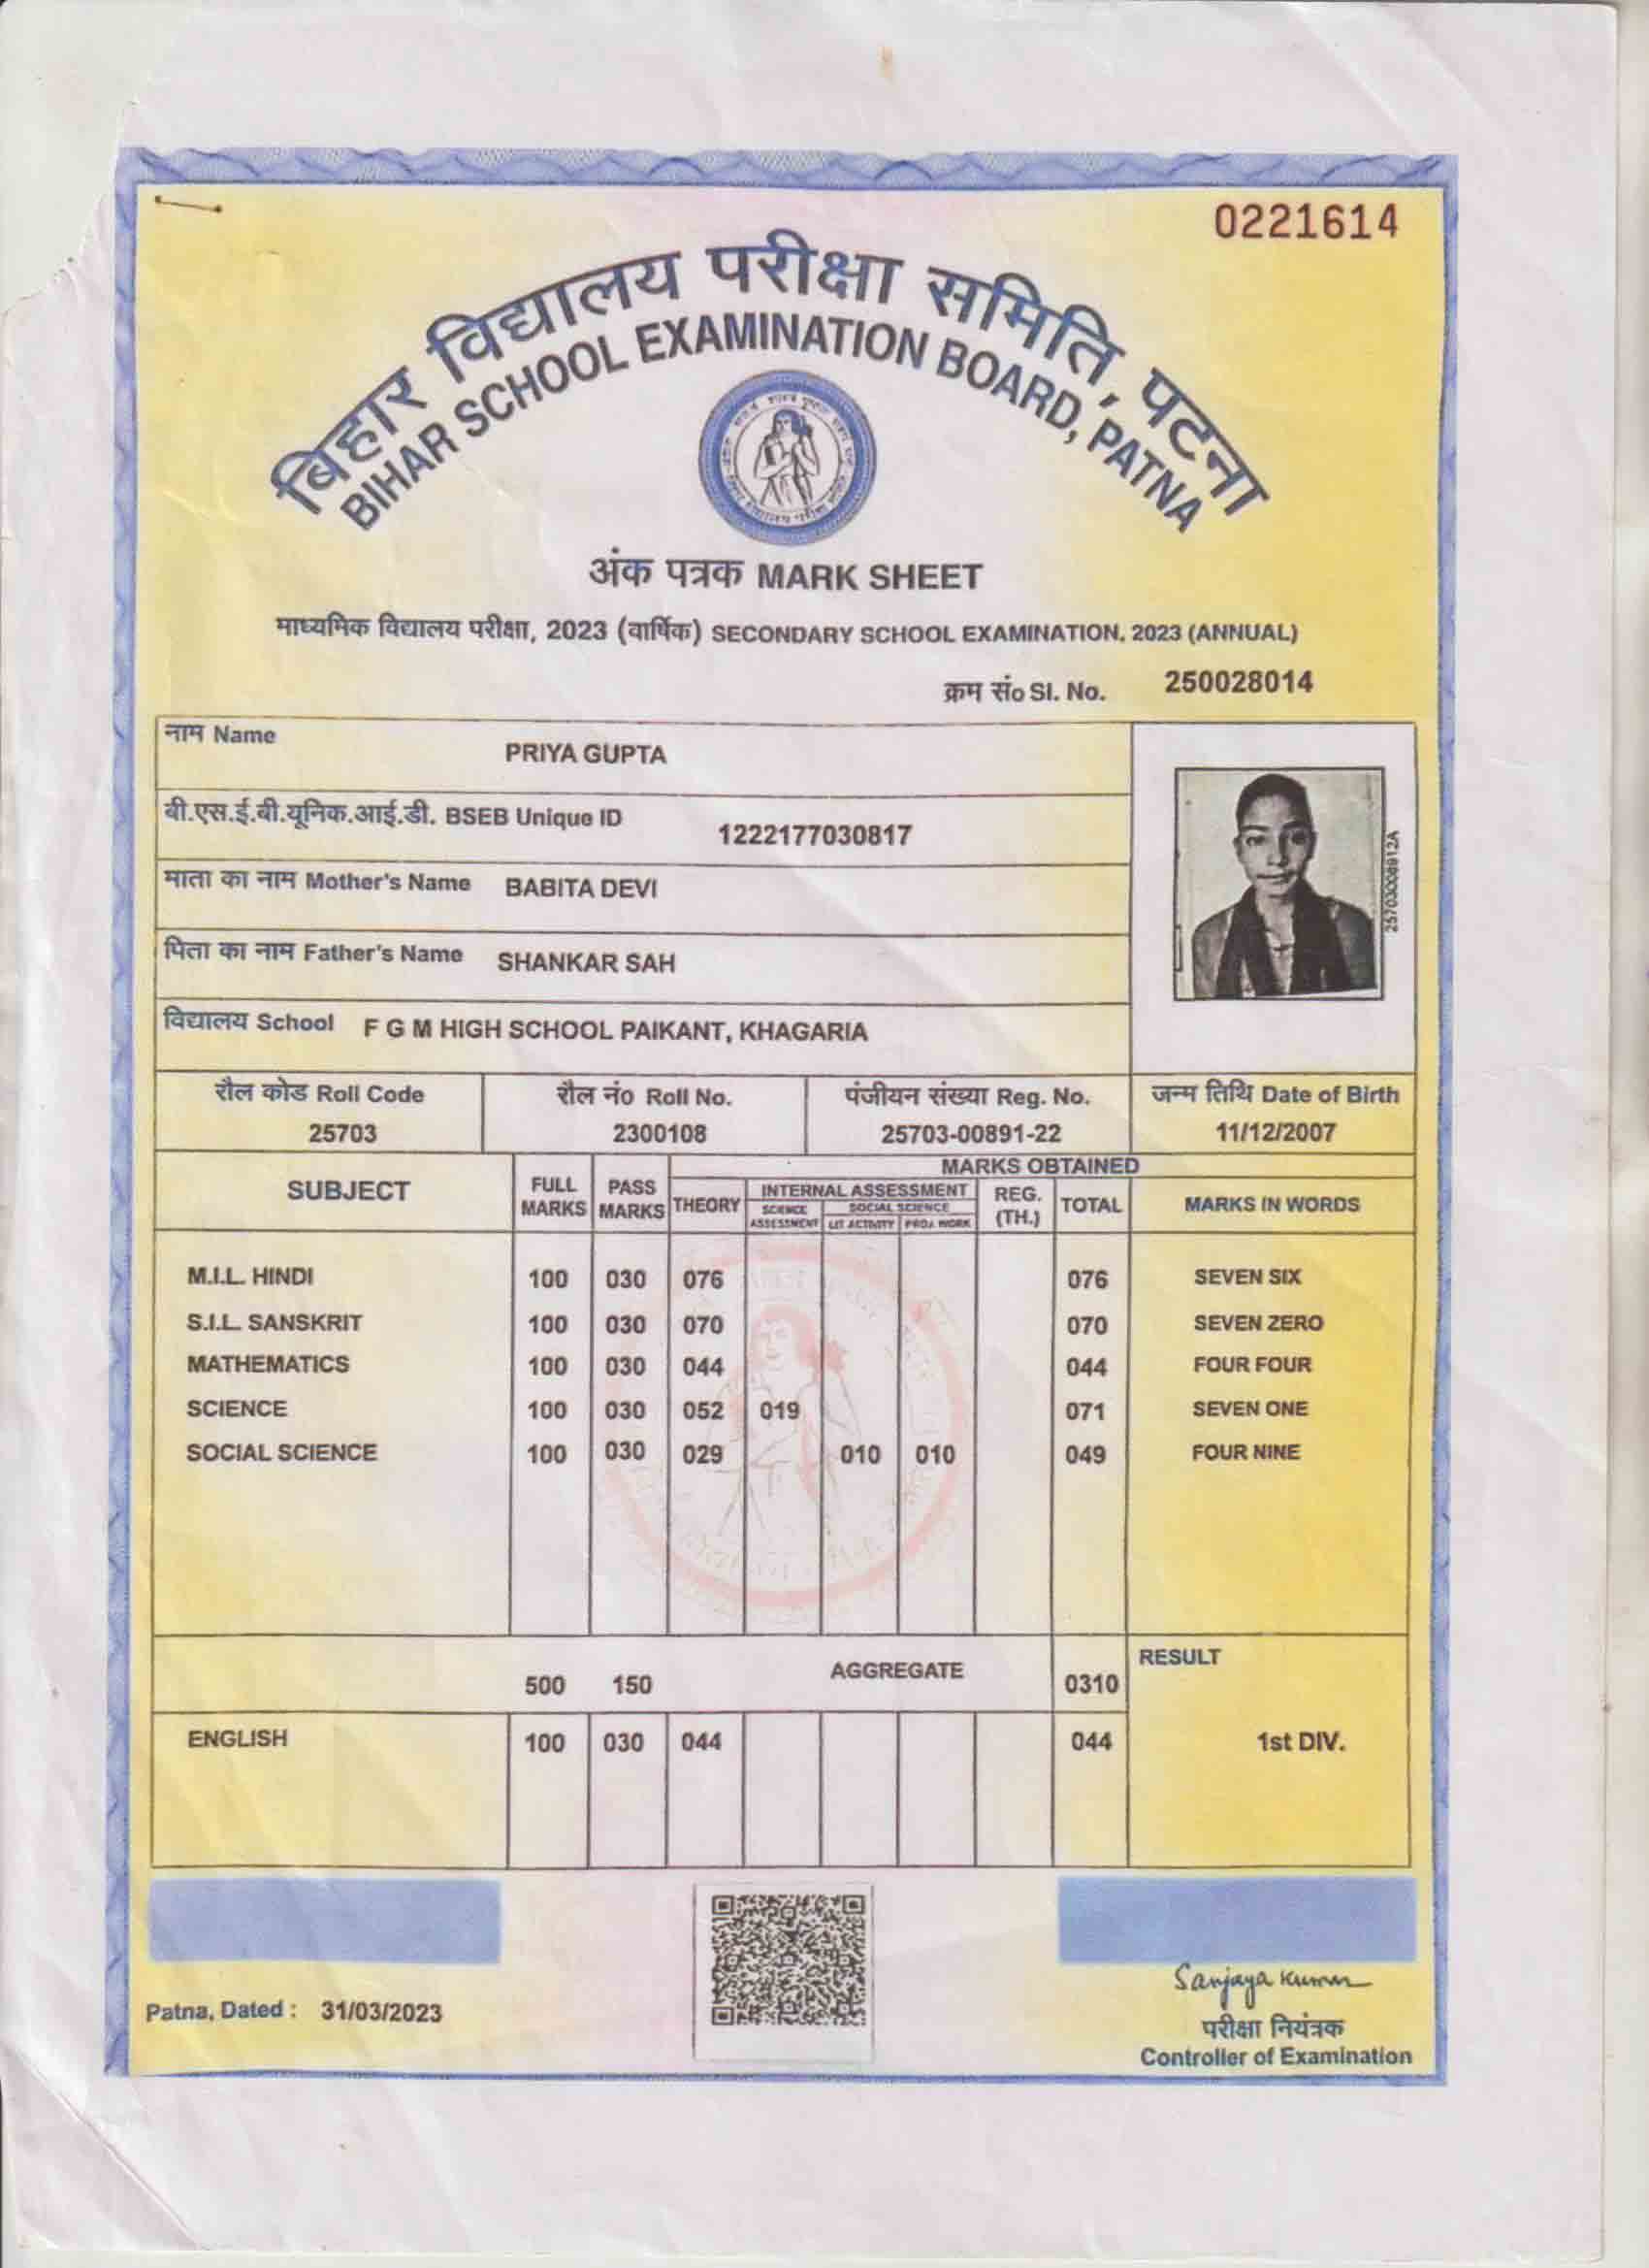 0221614
बिहार विद्यालय परीक्षा समिति, पटना
BIHAR SCHOOL EXAMINATION BOARD, PATNA
अंक पत्रक MARK SHEET
माध्यमिक विद्यालय परीक्षा, 2023 (वार्षिक) SECONDARY SCHOOL EXAMINATION, 2023 (ANNUAL)
क्रम सं० Sl. No. 250028014
नाम Name PRIYA GUPTA
बी.एस.ई.बी.यूनिक.आई.डी. BSEB Unique ID 1222177030817
माता का नाम Mother's Name BABITA DEVI
पिता का नाम Father's Name SHANKAR SAH
विद्यालय School F G M HIGH SCHOOL PAIKANT, KHAGARIA
257030008912A
रौल कोड Roll Code रौल नं० Roll No. पंजीयन संख्या Reg. No. जन्म तिथि Date of Birth
25703 2300108 25703-00891-22 11/12/2007
SUBJECT FULL MARKS PASS MARKS MARKS OBTAINED
THEORY INTERNAL ASSESSMENT REG. (TH.) TOTAL MARKS IN WORDS
SCIENCE ASSESSMENT SOCIAL SCIENCE
LIT ACTIVITY PROJ WORK
M.I.L. HINDI 100 030 076 076 SEVEN SIX
S.I.L. SANSKRIT 100 030 070 070 SEVEN ZERO
MATHEMATICS 100 030 044 044 FOUR FOUR
SCIENCE 100 030 052 019 071 SEVEN ONE
SOCIAL SCIENCE 100 030 029 010 010 049 FOUR NINE
500 150 AGGREGATE 0310 RESULT
ENGLISH 100 030 044 044 1st DIV.
Sanjaya Kumar
Patna, Dated : 31/03/2023
परीक्षा नियंत्रक
Controller of Examination